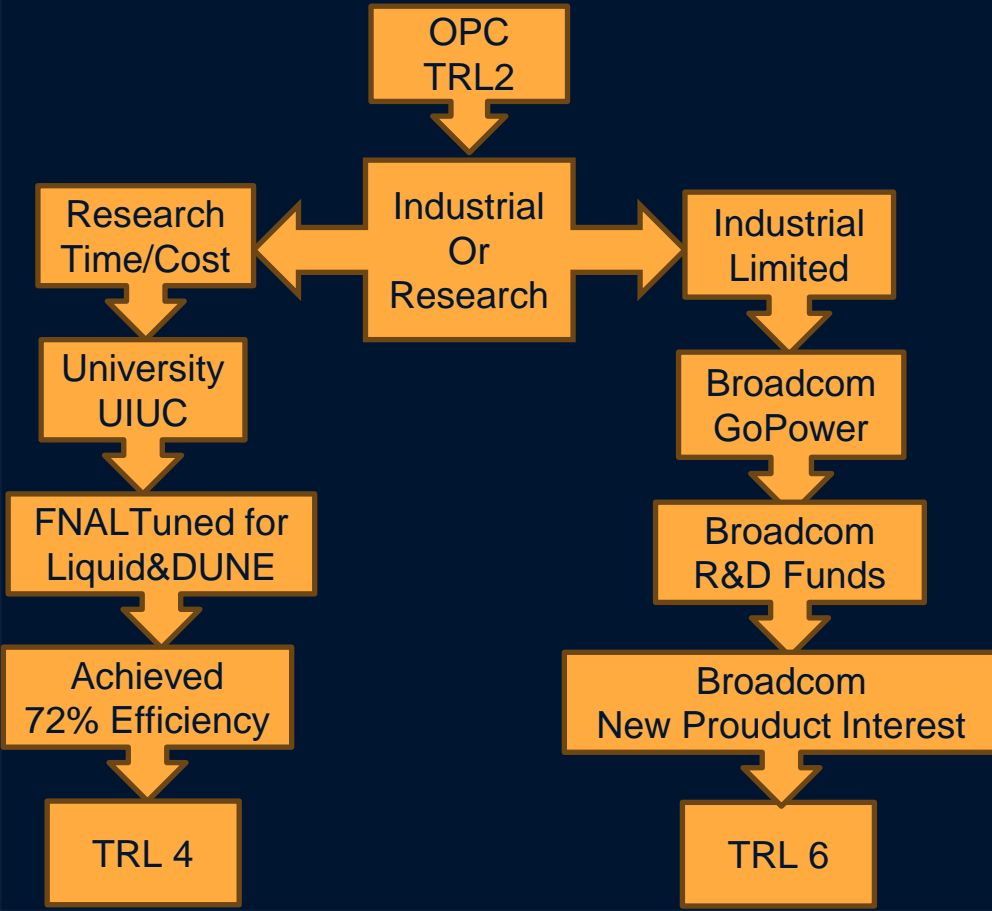 OPC
TRL2
Industrial
Or
Research
Research
Time/Cost
University
UIUC
FNALTuned for
Liquid&DUNE
Achieved
72% Efficiency
TRL 4
Industrial
Limited
Broadcom
GoPower
Broadcom
R&D Funds
Broadcom
New Prouduct Interest
TRL 6